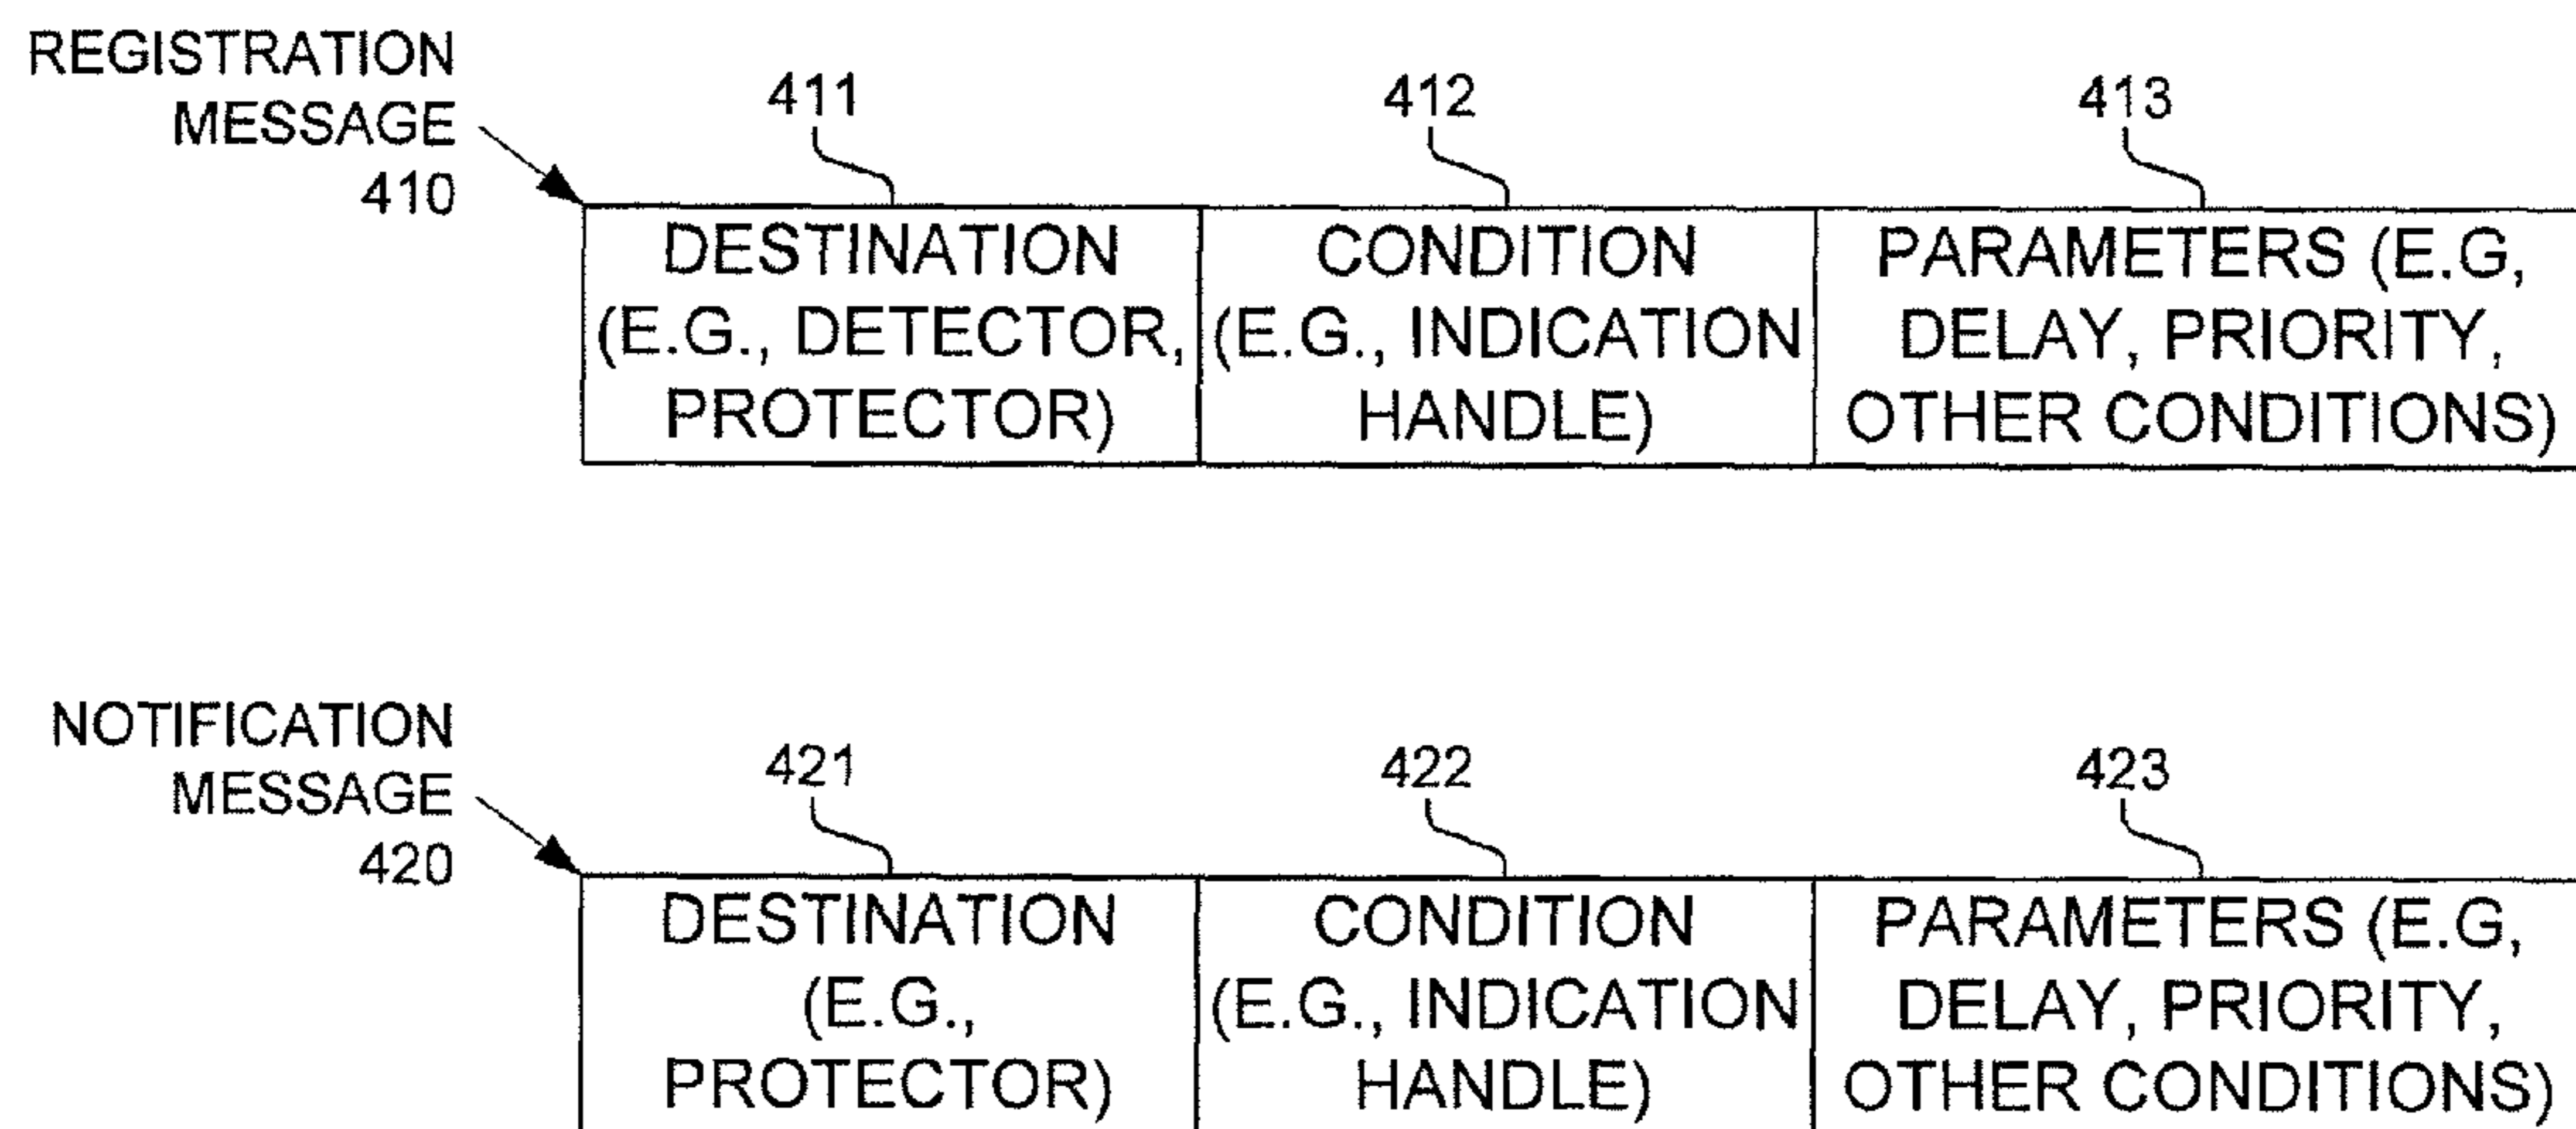 REGISTRATION
MESSAGE
410
411
412
413
DESTINATION
(E.G., DETECTOR,
PROTECTOR)
CONDITION
(E.G., INDICATION
HANDLE)
PARAMETERS (E.G,
DELAY, PRIORITY,
OTHER CONDITIONS)
NOTIFICATION
MESSAGE
420
421
422
423
DESTINATION
(E.G.,
PROTECTOR)
CONDITION
(E.G., INDICATION
HANDLE)
PARAMETERS (E.G,
DELAY, PRIORITY,
OTHER CONDITIONS)